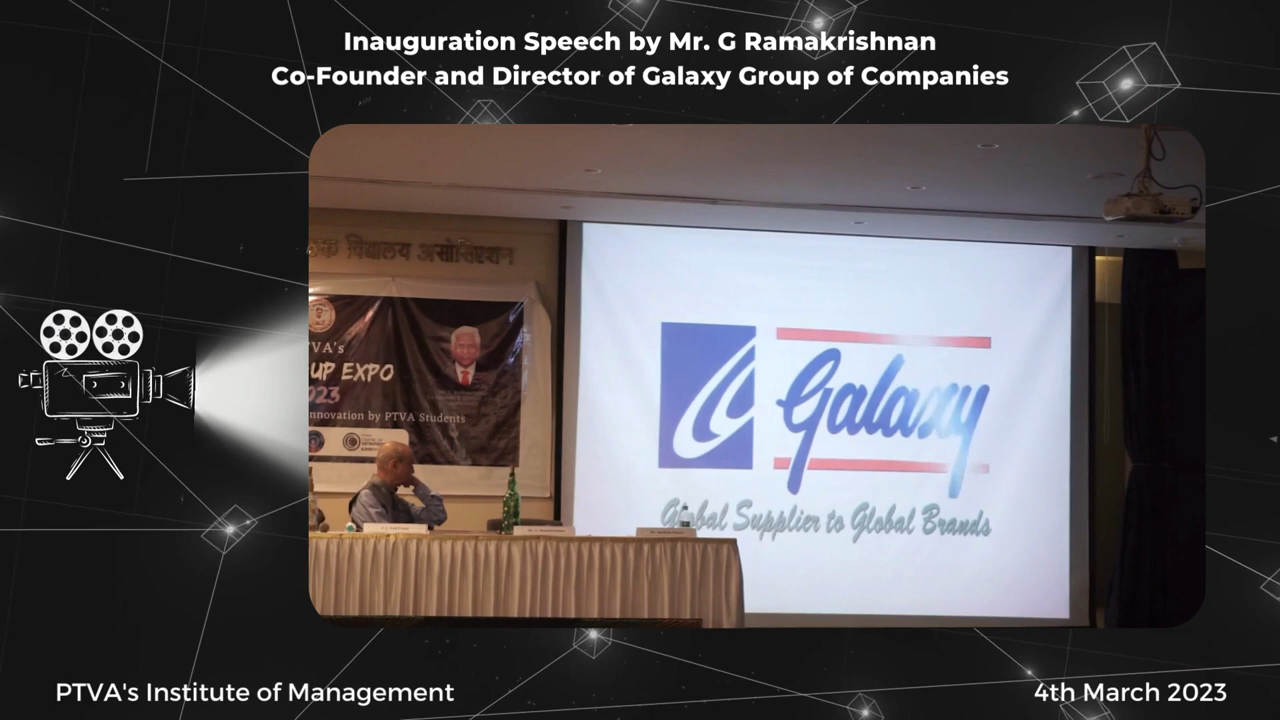 Inauguration Speech by Mr. G Ramakrishnan
Co-Founder and Director of Galaxy Group of Companies
विद्यालय असोसिएशन
TVA's
UP EXPO
2023
nnovation by PTVA Students
Galaxy
Global Supplier to Global Brands
PTVA's Institute of Management
4th March 2023